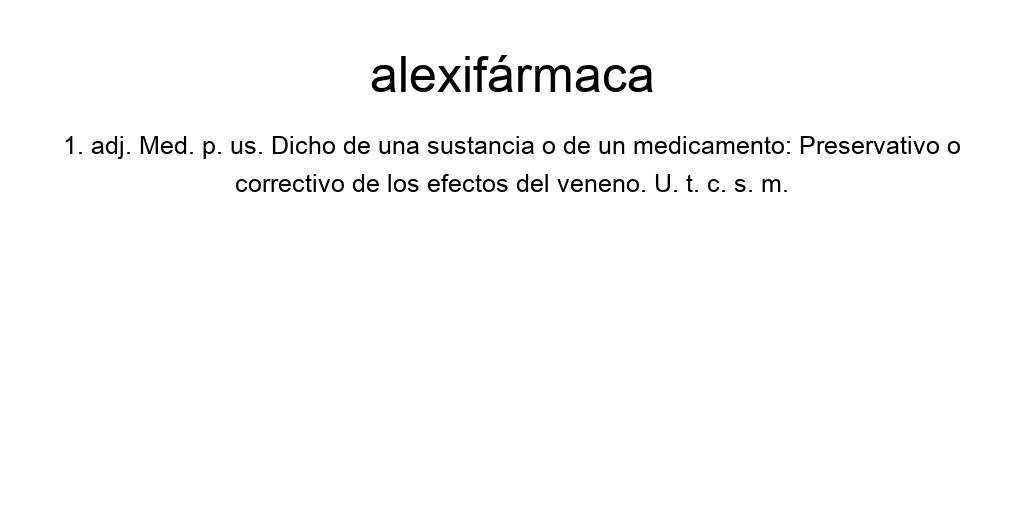 alexifármaca
1. adj. Med. p. us. Dicho de una sustancia o de un medicamento: Preservativo o
correctivo de los efectos del veneno. U. t. c. s. m.